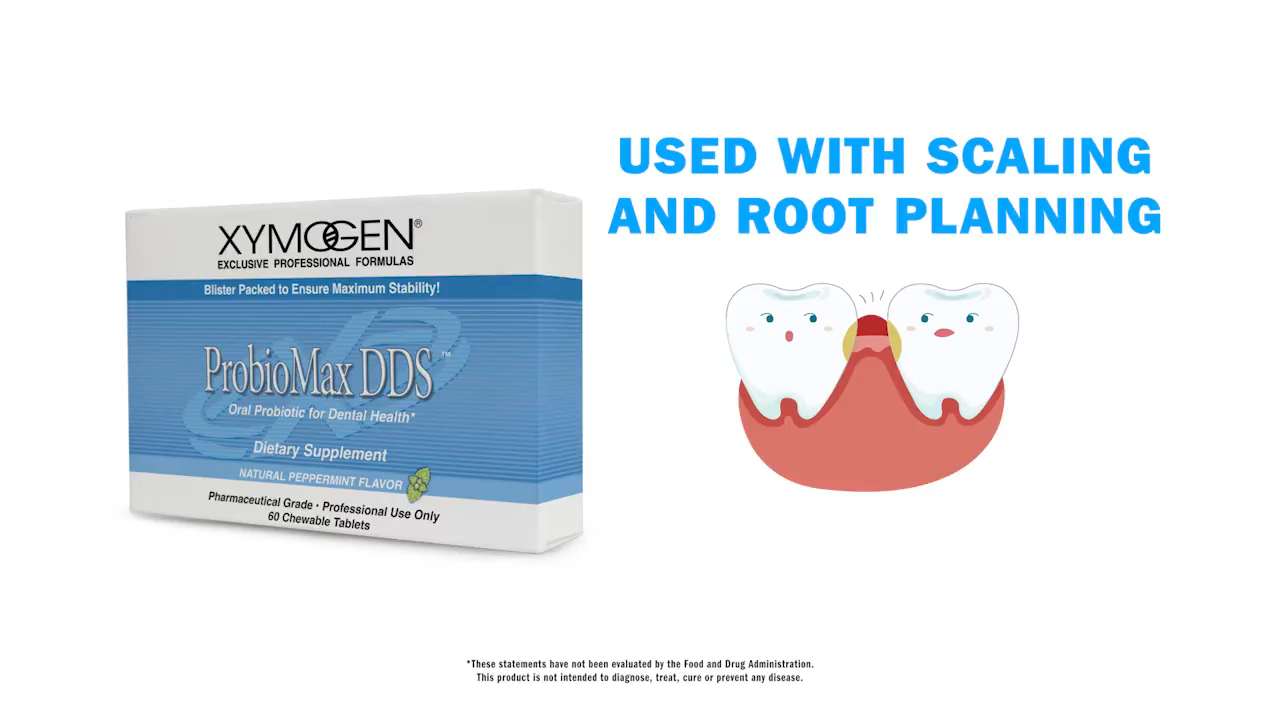 USED WITH SCALING
AND ROOT PLANNING
XYMOGEN®
EXCLUSIVE PROFESSIONAL FORMULAS
Blister Packed to Ensure Maximum Stability!
ProbioMax DDS™
Oral Probiotic for Dental Health*
Dietary Supplement
NATURAL PEPPERMINT FLAVOR
Pharmaceutical Grade • Professional Use Only
60 Chewable Tablets
*These statements have not been evaluated by the Food and Drug Administration.
This product is not intended to diagnose, treat, cure or prevent any disease.